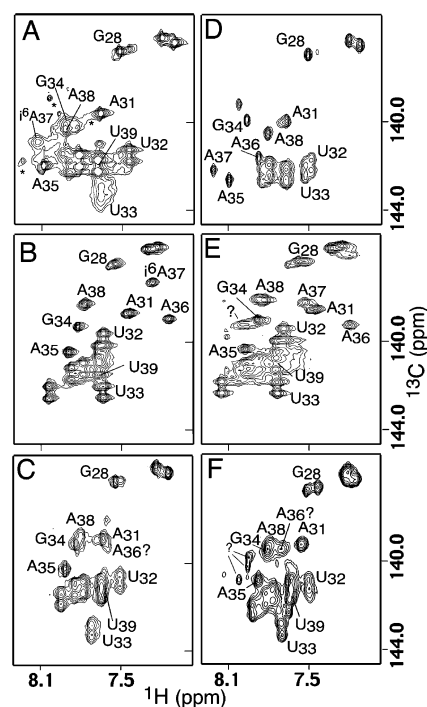 A
G28
G34
A38
A31
i6A37
*
*
*
U39
U32
A35
U33
D
G28
G34
A31
A38
A36
A37
U32
A35
U33
140.0
144.0
B
G28
i6A37
A38
A31
A36
G34
U32
A35
U39
U33
E
G28
G34
A38
A37
A31
?
U32
A36
A35
U39
U33
140.0
144.0
13C (ppm)
C
G28
A38
G34
A31
A36?
A35
U32
U39
U33
F
G28
A36?
G34
A38
A31
?
A35
U32
U39
U33
140.0
144.0
8.1
7.5
1H (ppm)
8.1
7.5